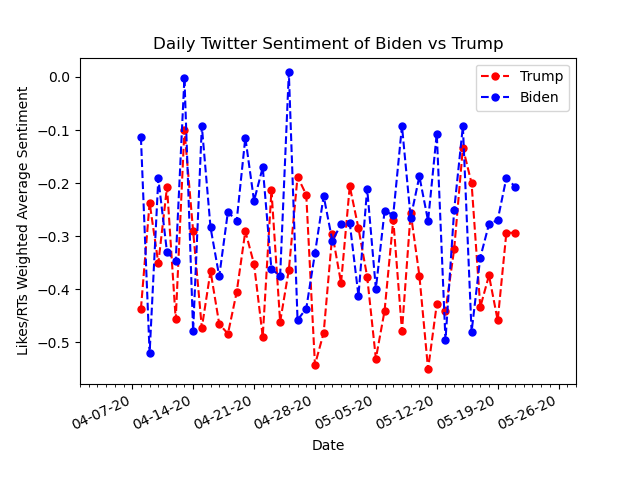 Daily Twitter Sentiment of Biden vs Trump
Trump
Biden
Likes/RTs Weighted Average Sentiment
0.0
−0.1
−0.2
−0.3
−0.4
−0.5
04-07-20
04-14-20
04-21-20
04-28-20
05-05-20
05-12-20
05-19-20
05-26-20
Date